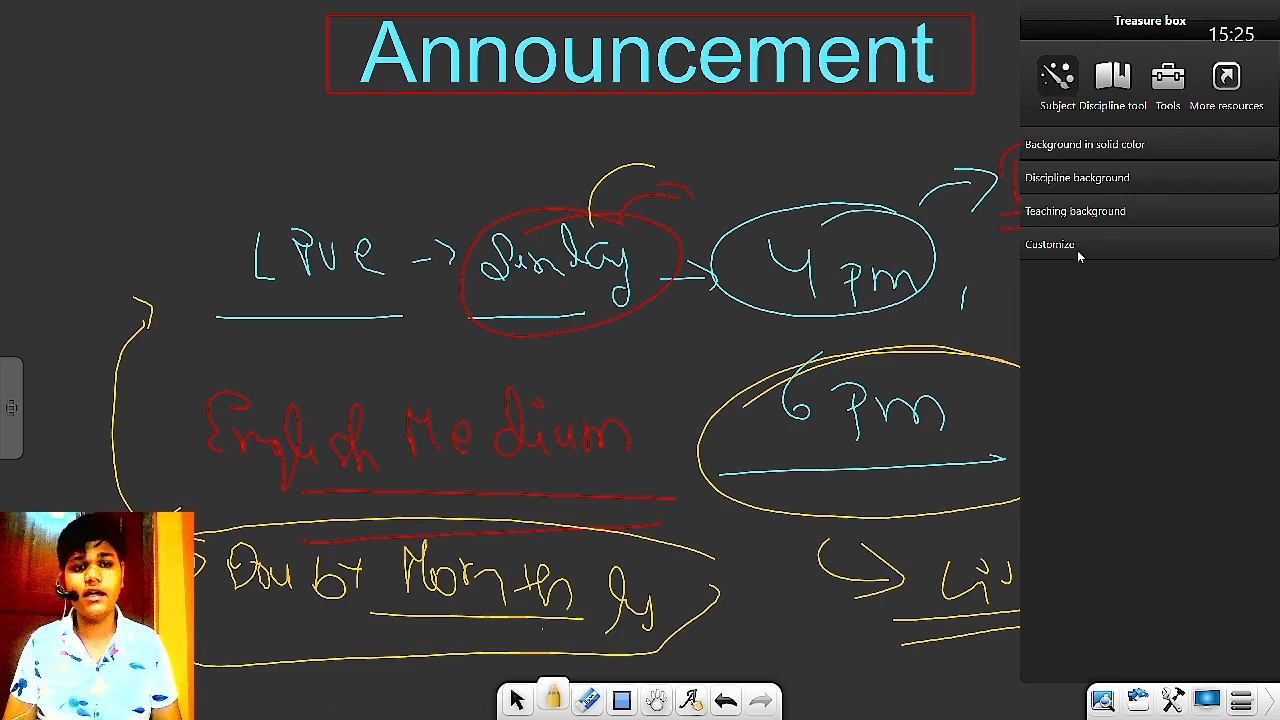 Announcement
Treasure box
15:25
Subject Discipline tool Tools More resources
Background in solid color
Discipline background
Teaching background
Customize
Live -> Sunday -> 4 pm
English Medium
6 pm
Doubt Monthly